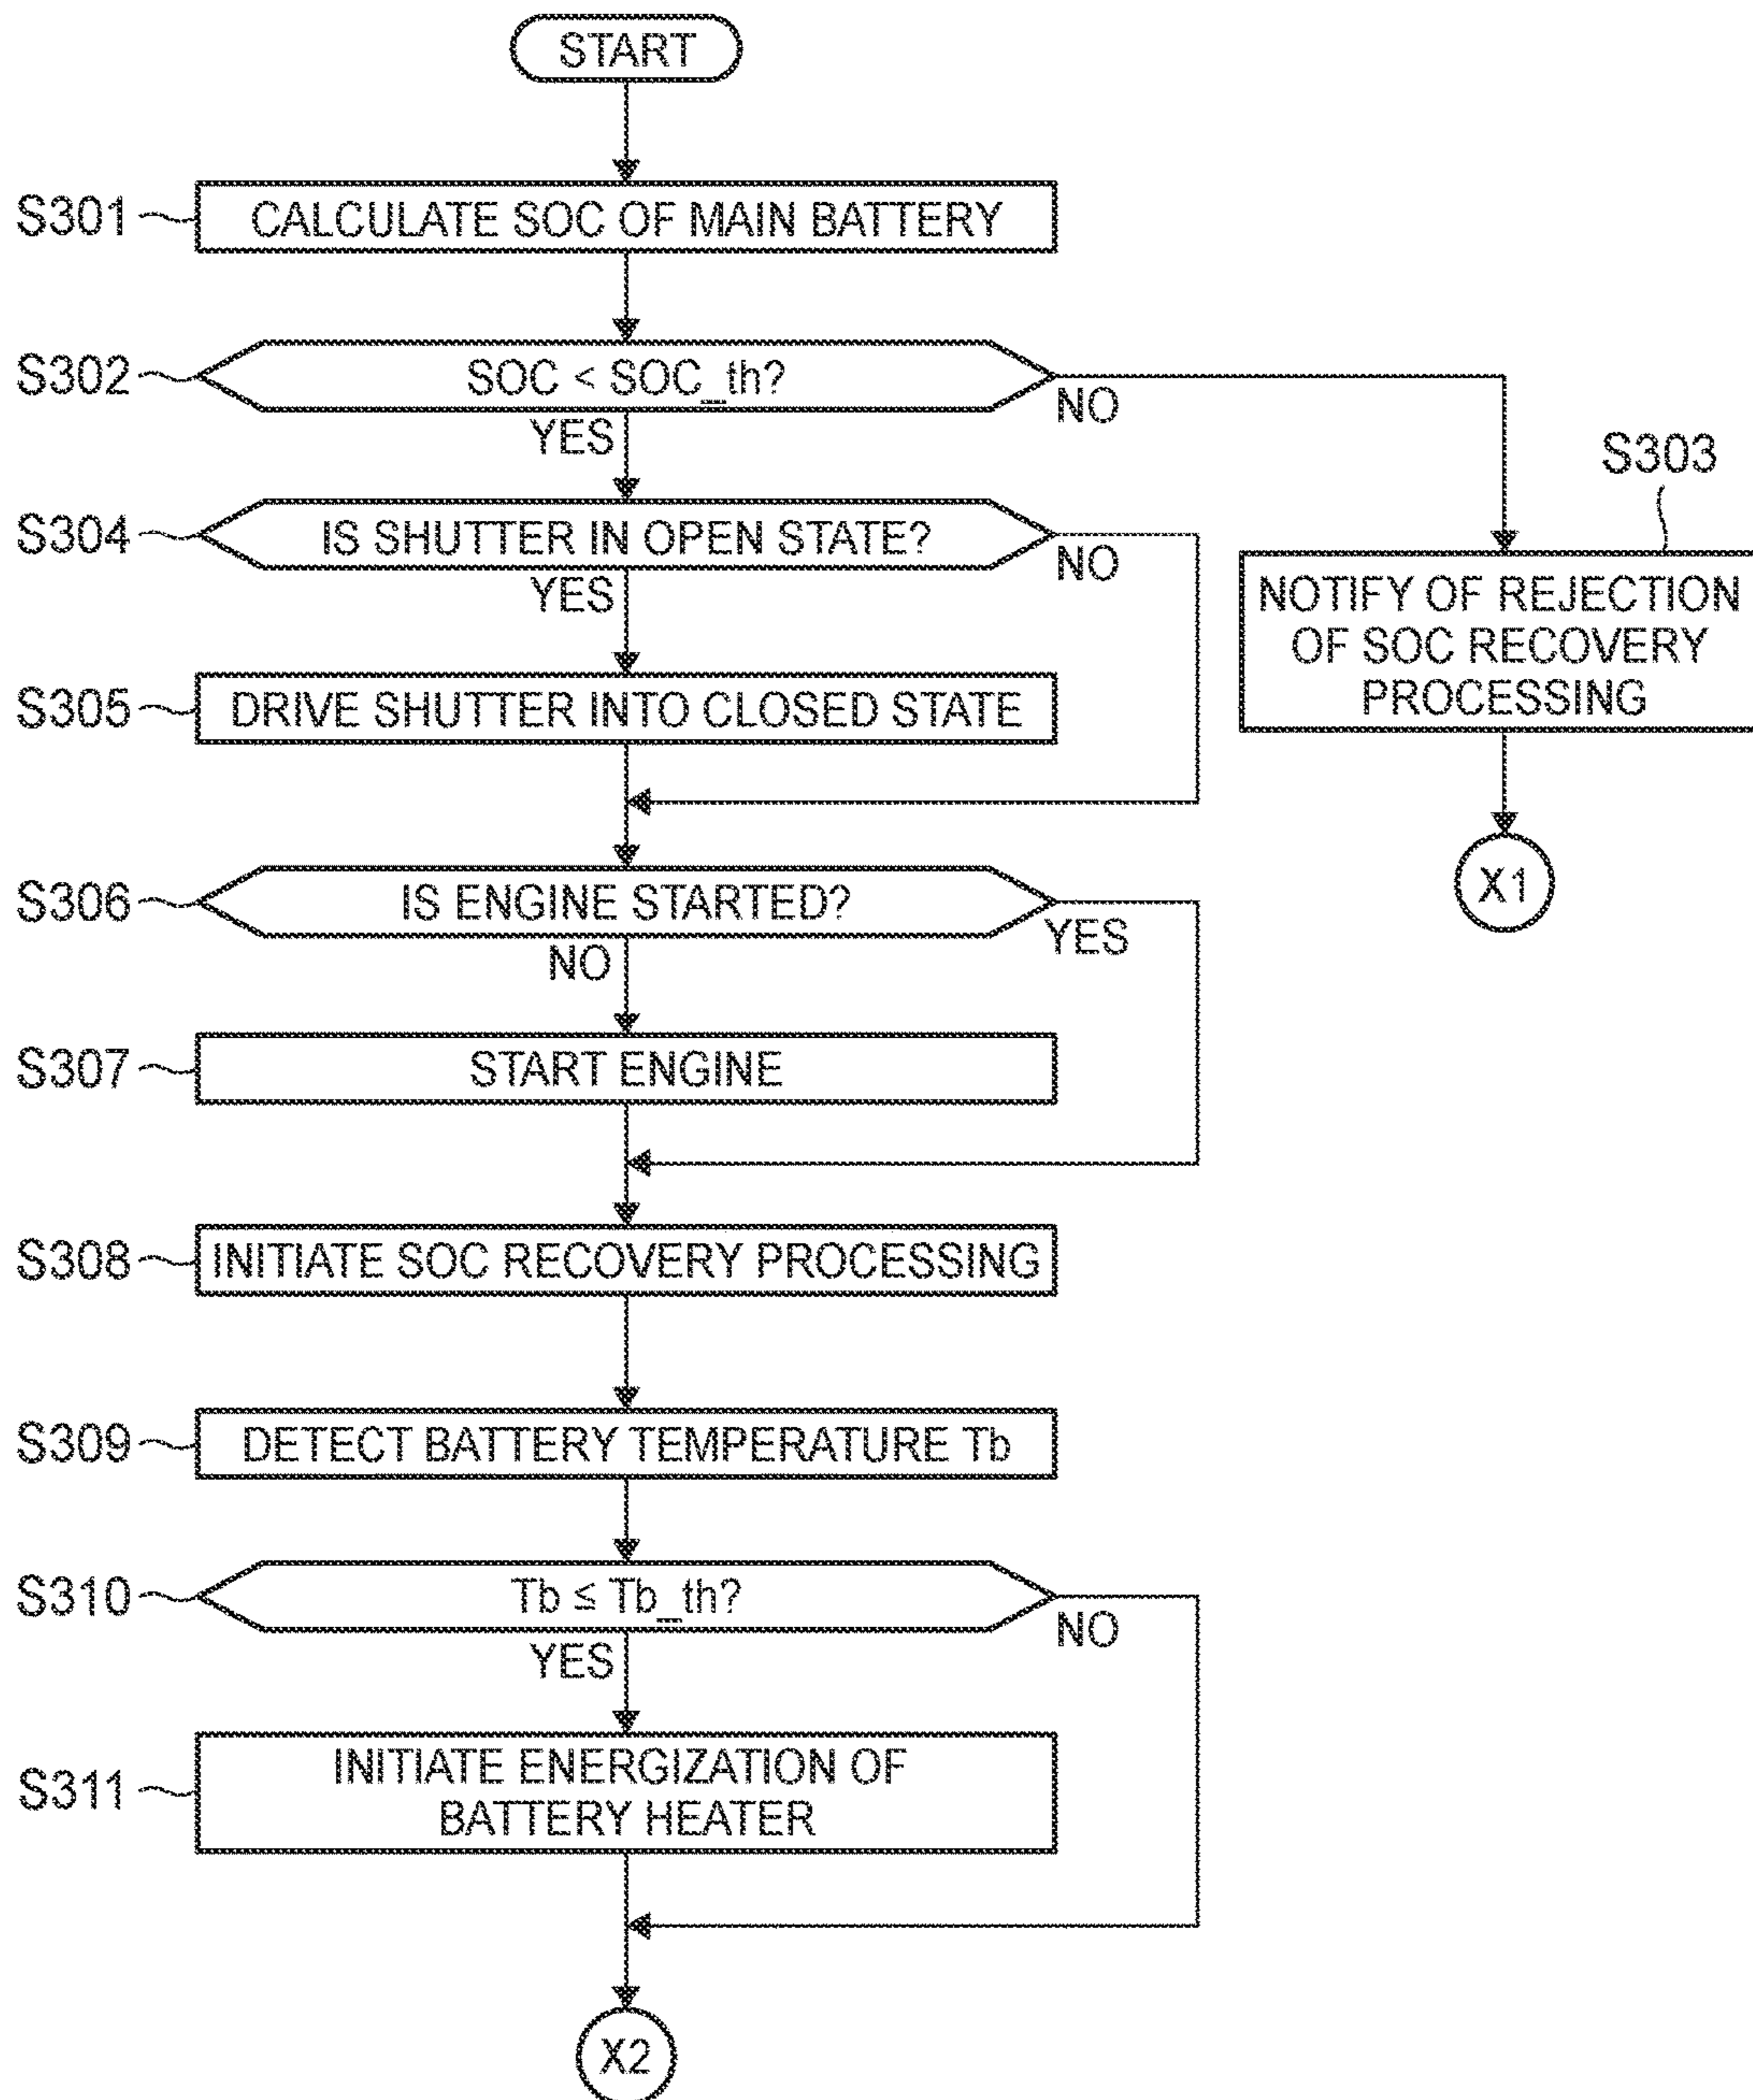 START
S301
CALCULATE SOC OF MAIN BATTERY
S302
SOC < SOC_th?
NO
YES
S303
NOTIFY OF REJECTION
OF SOC RECOVERY
PROCESSING
X1
S304
IS SHUTTER IN OPEN STATE?
NO
YES
S305
DRIVE SHUTTER INTO CLOSED STATE
S306
IS ENGINE STARTED?
YES
NO
S307
START ENGINE
S308
INITIATE SOC RECOVERY PROCESSING
S309
DETECT BATTERY TEMPERATURE Tb
S310
Tb ≤ Tb_th?
NO
YES
S311
INITIATE ENERGIZATION OF
BATTERY HEATER
X2